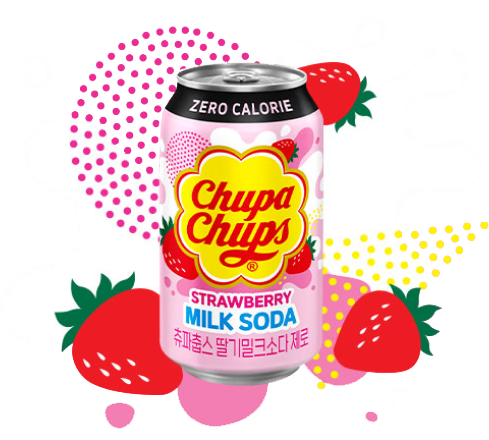 ZERO CALORIE
Chupa
Chups
®
STRAWBERRY
MILK SODA
츄파춥스 딸기밀크소다 제로